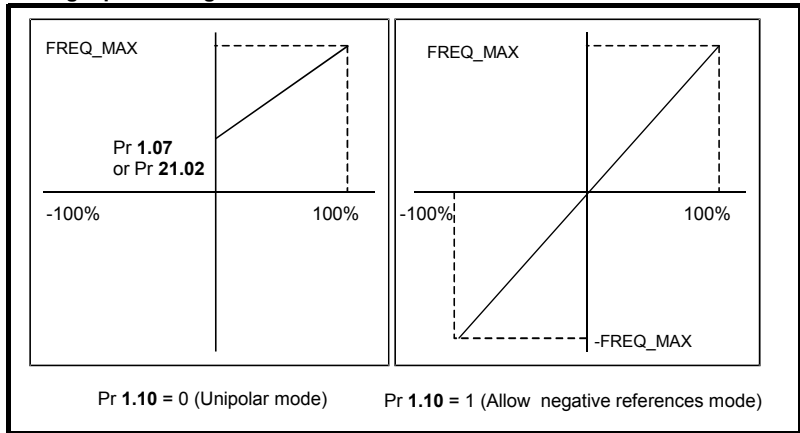 FREQ_MAX
Pr 1.07
or Pr 21.02
-100%
100%
Pr 1.10 = 0 (Unipolar mode)
FREQ_MAX
-100%
100%
-FREQ_MAX
Pr 1.10 = 1 (Allow negative references mode)